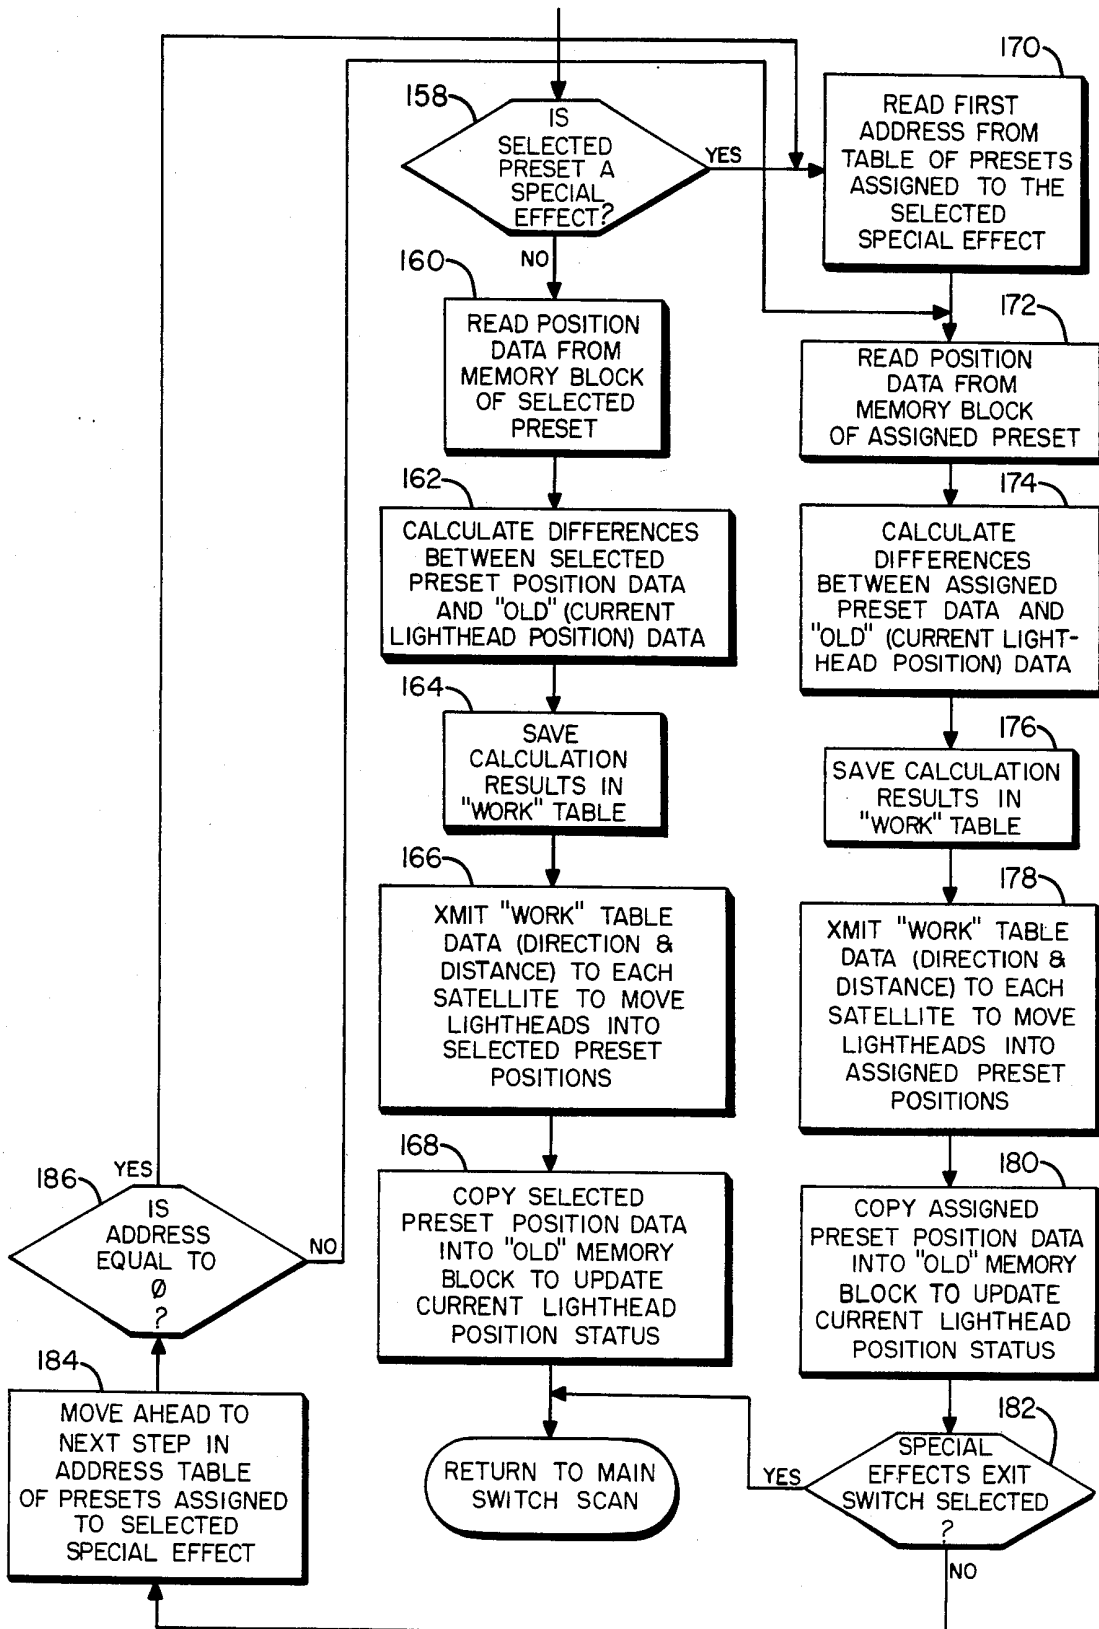 158
IS
SELECTED
PRESET A
SPECIAL
EFFECT?
YES
NO
170
READ FIRST
ADDRESS FROM
TABLE OF PRESETS
ASSIGNED TO THE
SELECTED
SPECIAL EFFECT
160
READ POSITION
DATA FROM
MEMORY BLOCK
OF SELECTED
PRESET
172
READ POSITION
DATA FROM
MEMORY BLOCK
OF ASSIGNED PRESET
162
CALCULATE DIFFERENCES
BETWEEN SELECTED
PRESET POSITION DATA
AND "OLD" (CURRENT
LIGHTHEAD POSITION) DATA
174
CALCULATE
DIFFERENCES
BETWEEN ASSIGNED
PRESET DATA AND
"OLD" (CURRENT LIGHT-
HEAD POSITION) DATA
164
SAVE
CALCULATION
RESULTS IN
"WORK" TABLE
176
SAVE CALCULATION
RESULTS IN
"WORK" TABLE
166
XMIT "WORK" TABLE
DATA (DIRECTION &
DISTANCE) TO EACH
SATELLITE TO MOVE
LIGHTHEADS INTO
SELECTED PRESET
POSITIONS
178
XMIT "WORK" TABLE
DATA (DIRECTION &
DISTANCE) TO EACH
SATELLITE TO MOVE
LIGHTHEADS INTO
ASSIGNED PRESET
POSITIONS
168
COPY SELECTED
PRESET POSITION DATA
INTO "OLD" MEMORY
BLOCK TO UPDATE
CURRENT LIGHTHEAD
POSITION STATUS
180
COPY ASSIGNED
PRESET POSITION DATA
INTO "OLD" MEMORY
BLOCK TO UPDATE
CURRENT LIGHTHEAD
POSITION STATUS
186
YES
IS
ADDRESS
EQUAL TO
Ø
?
NO
184
MOVE AHEAD TO
NEXT STEP IN
ADDRESS TABLE
OF PRESETS ASSIGNED
TO SELECTED
SPECIAL EFFECT
RETURN TO MAIN
SWITCH SCAN
182
YES
SPECIAL
EFFECTS EXIT
SWITCH SELECTED
?
NO